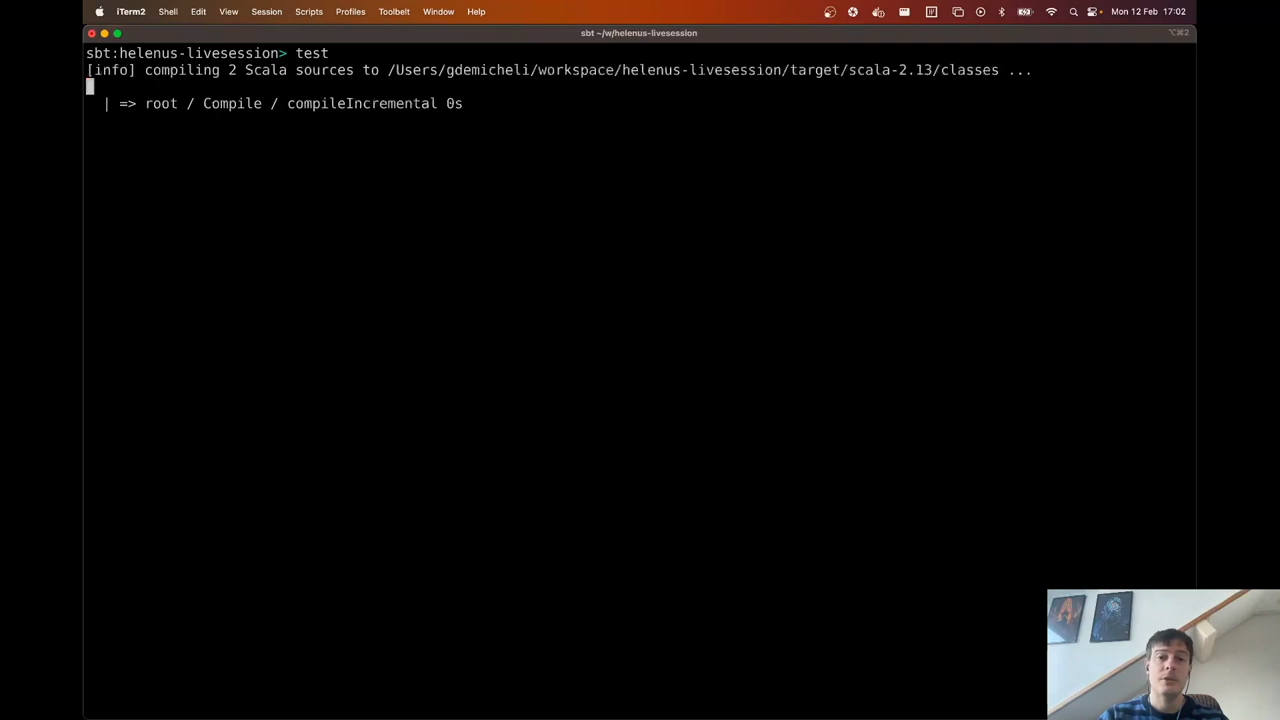 iTerm2 Shell Edit View Session Scripts Profiles Toolbelt Window Help Mon 12 Feb 17:02
sbt ~/w/helenus-livesession ⌥⌘2
sbt:helenus-livesession> test
[info] compiling 2 Scala sources to /Users/gdemicheli/workspace/helenus-livesession/target/scala-2.13/classes ...
| => root / Compile / compileIncremental 0s